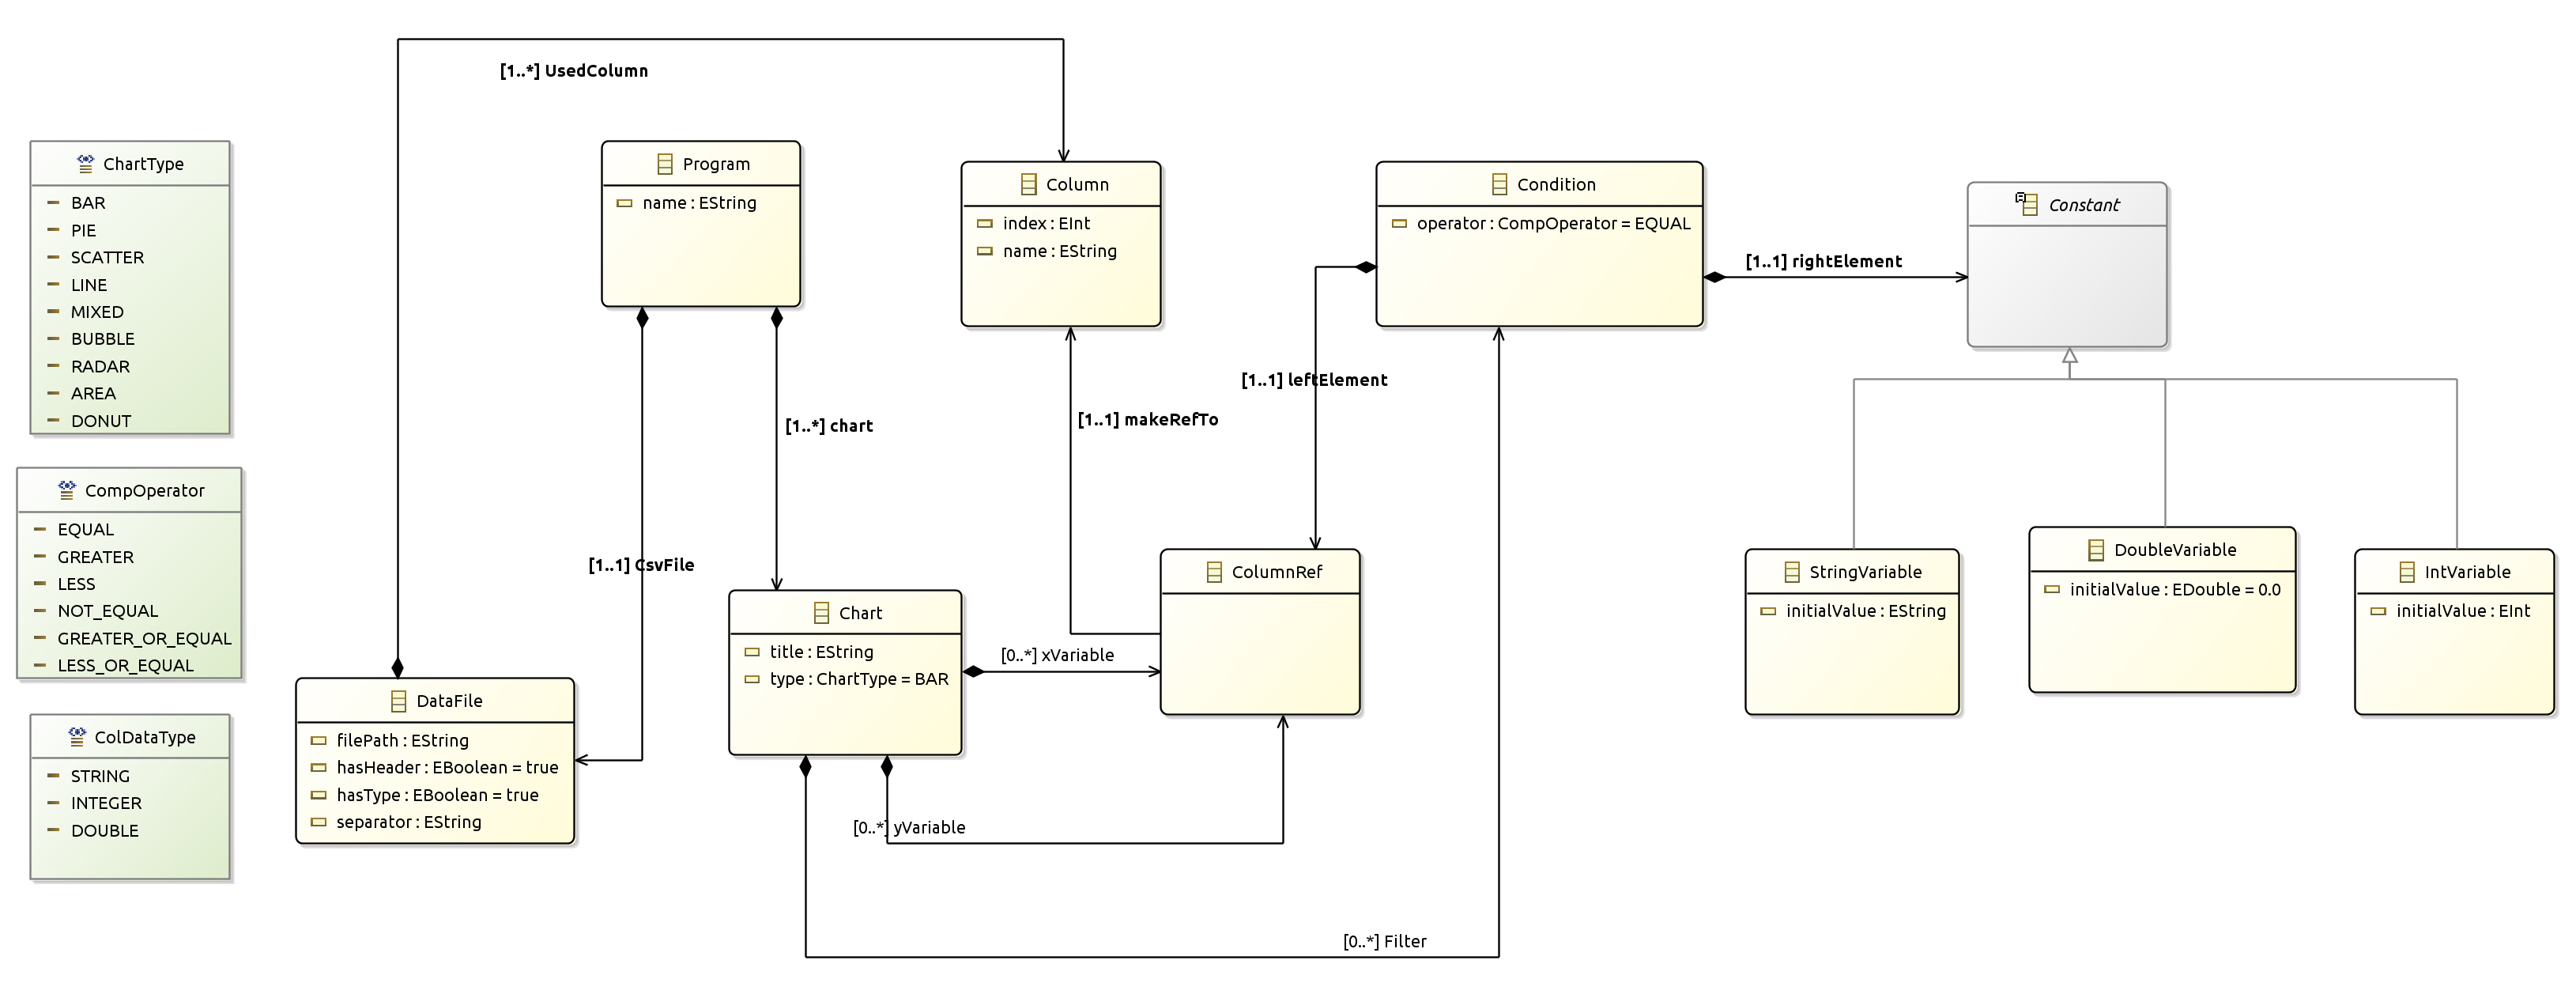 [1..*] UsedColumn
ChartType
BAR
PIE
SCATTER
LINE
MIXED
BUBBLE
RADAR
AREA
DONUT
Program
name : EString
Column
index : EInt
name : EString
Condition
operator : CompOperator = EQUAL
[1..1] rightElement
Constant
[1..1] leftElement
[1..1] makeRefTo
[1..*] chart
CompOperator
EQUAL
GREATER
LESS
NOT_EQUAL
GREATER_OR_EQUAL
LESS_OR_EQUAL
[1..1] CsvFile
ColumnRef
StringVariable
initialValue : EString
DoubleVariable
initialValue : EDouble = 0.0
IntVariable
initialValue : EInt
Chart
title : EString
type : ChartType = BAR
[0..*] xVariable
DataFile
filePath : EString
hasHeader : EBoolean = true
hasType : EBoolean = true
separator : EString
ColDataType
STRING
INTEGER
DOUBLE
[0..*] yVariable
[0..*] Filter